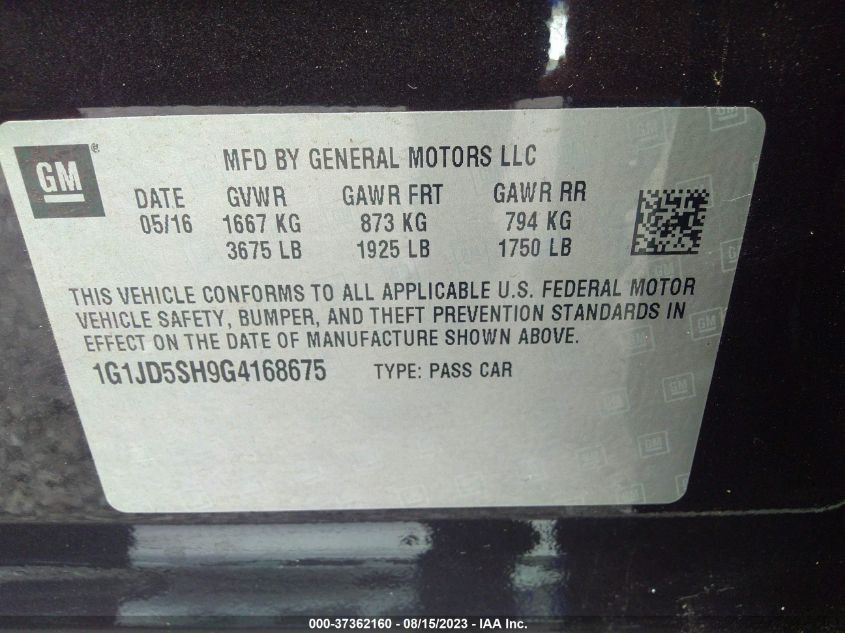 GM ®
MFD BY GENERAL MOTORS LLC
DATE GVWR GAWR FRT GAWR RR
05/16 1667 KG 873 KG 794 KG
3675 LB 1925 LB 1750 LB
THIS VEHICLE CONFORMS TO ALL APPLICABLE U.S. FEDERAL MOTOR
VEHICLE SAFETY, BUMPER, AND THEFT PREVENTION STANDARDS IN
EFFECT ON THE DATE OF MANUFACTURE SHOWN ABOVE.
1G1JD5SH9G4168675 TYPE: PASS CAR
000-37362160 - 08/15/2023 - IAA Inc.